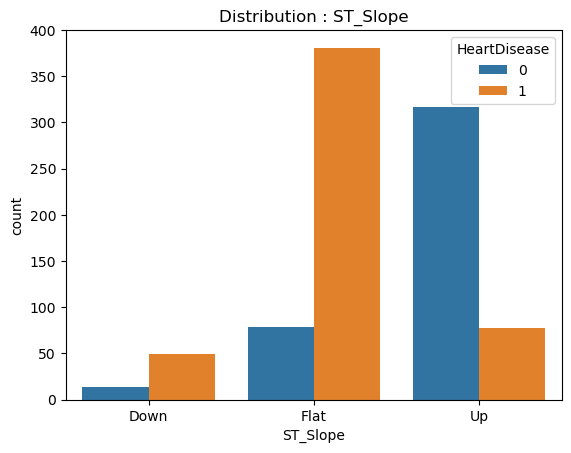 Distribution : ST_Slope
HeartDisease
0
1
count
400
350
300
250
200
150
100
50
0
Down Flat Up
ST_Slope